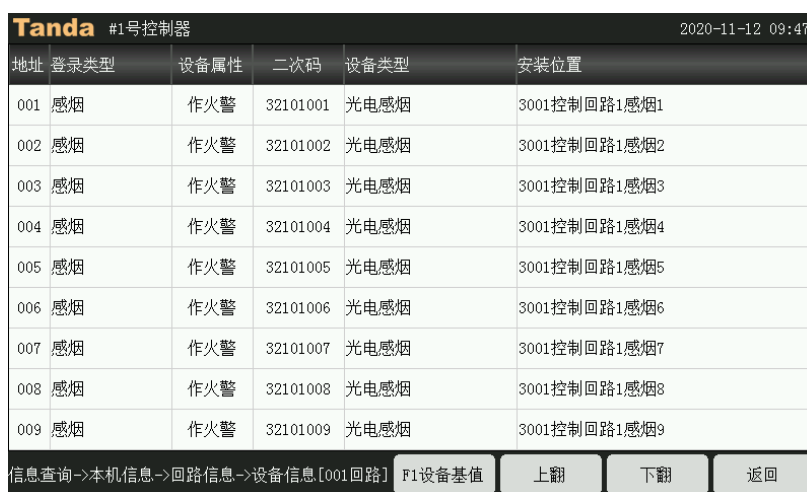 Tanda #1号控制器 2020-11-12 09:47
地址 登录类型 设备属性 二次码 设备类型 安装位置
001 感烟 作火警 32101001 光电感烟 3001控制回路1感烟1
002 感烟 作火警 32101002 光电感烟 3001控制回路1感烟2
003 感烟 作火警 32101003 光电感烟 3001控制回路1感烟3
004 感烟 作火警 32101004 光电感烟 3001控制回路1感烟4
005 感烟 作火警 32101005 光电感烟 3001控制回路1感烟5
006 感烟 作火警 32101006 光电感烟 3001控制回路1感烟6
007 感烟 作火警 32101007 光电感烟 3001控制回路1感烟7
008 感烟 作火警 32101008 光电感烟 3001控制回路1感烟8
009 感烟 作火警 32101009 光电感烟 3001控制回路1感烟9
信息查询->本机信息->回路信息->设备信息[001回路] F1设备基值 上翻 下翻 返回